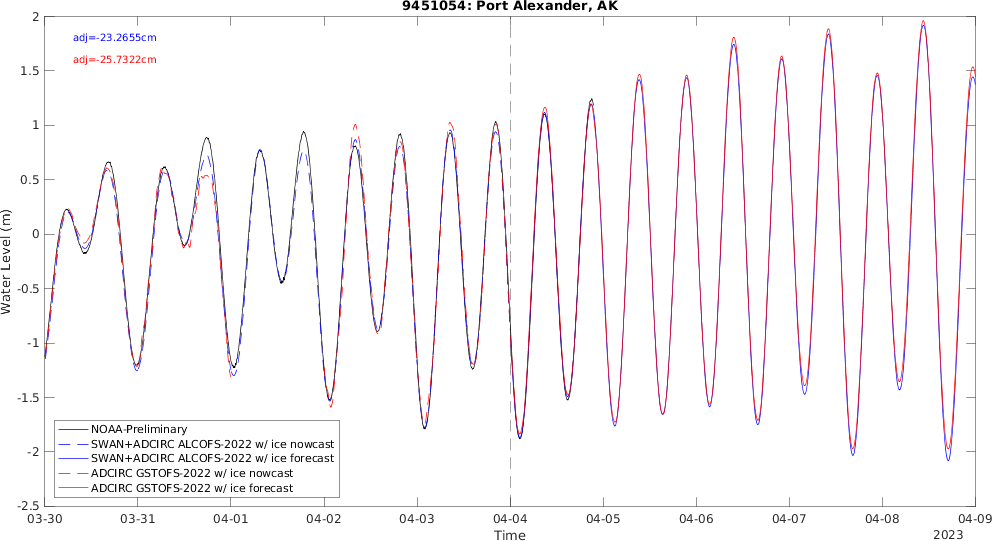 9451054: Port Alexander, AK
adj=-23.2655cm
adj=-25.7322cm
Water Level (m)
2
1.5
1
0.5
0
-0.5
-1
-1.5
-2
-2.5
NOAA-Preliminary
SWAN+ADCIRC ALCOFS-2022 w/ ice nowcast
SWAN+ADCIRC ALCOFS-2022 w/ ice forecast
ADCIRC GSTOFS-2022 w/ ice nowcast
ADCIRC GSTOFS-2022 w/ ice forecast
03-30 03-31 04-01 04-02 04-03 04-04 04-05 04-06 04-07 04-08 04-09
Time
2023